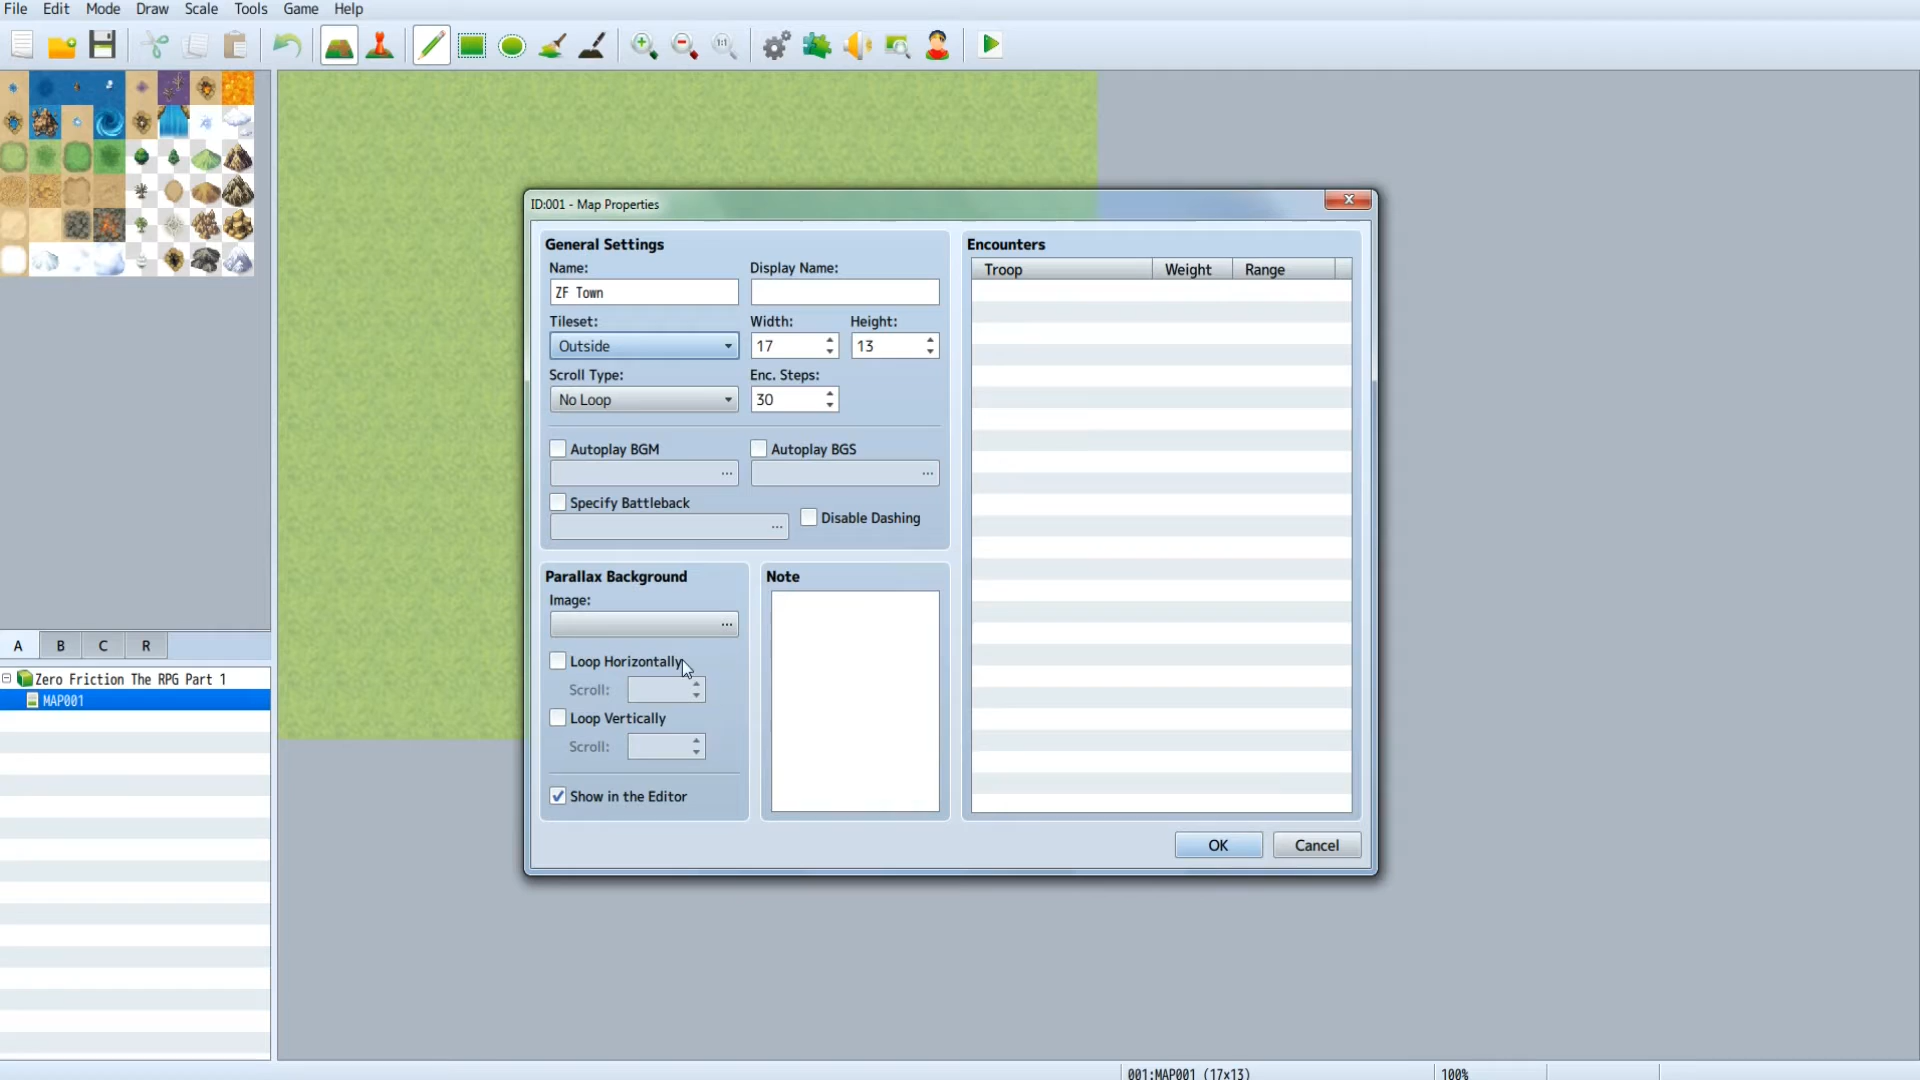 File Edit Mode Draw Scale Tools Game Help
1:1
ID:001 - Map Properties
General Settings
Name: Display Name:
ZF Town
Tileset: Width: Height:
Outside 17 13
Scroll Type: Enc. Steps:
No Loop 30
Autoplay BGM Autoplay BGS
... ...
Specify Battleback
... Disable Dashing
Parallax Background
Image:
...
Loop Horizontally
Scroll:
Loop Vertically
Scroll:
Show in the Editor
Note
Encounters
Troop Weight Range
OK Cancel
A B C R
Zero Friction The RPG Part 1
MAP001
001:MAP001 (17x13) 100%